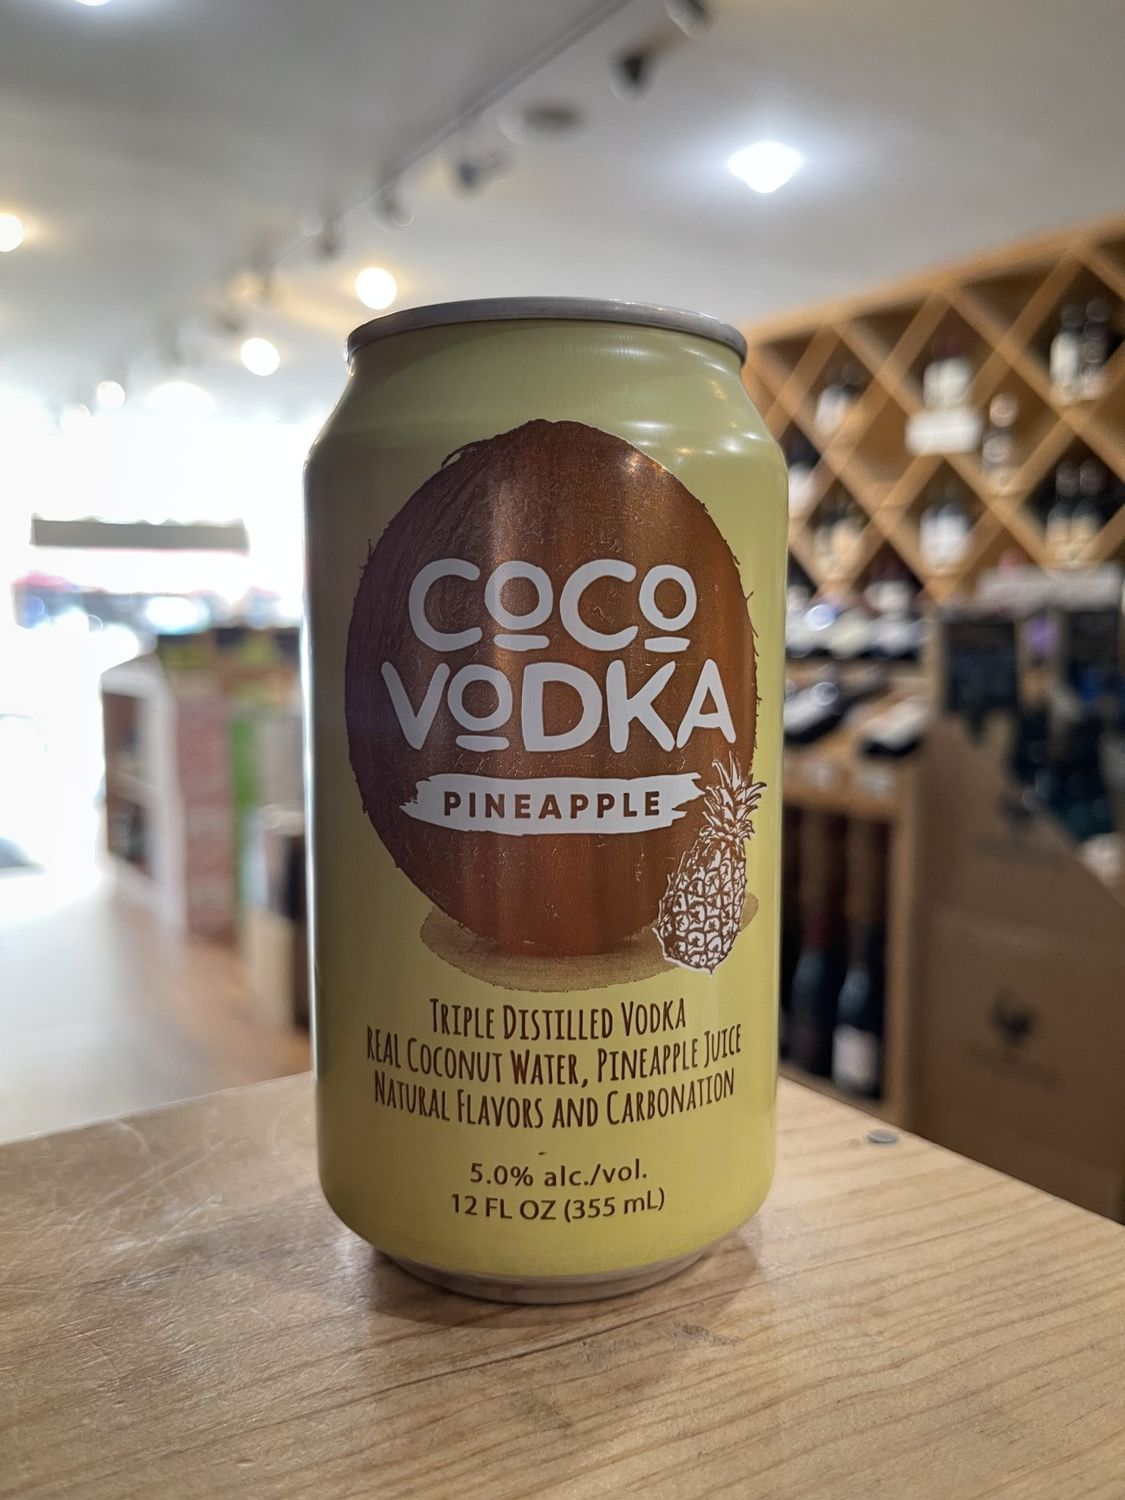 COCO
VODKA
PINEAPPLE
TRIPLE DISTILLED VODKA
REAL COCONUT WATER, PINEAPPLE JUICE
NATURAL FLAVORS AND CARBONATION
5.0% alc./vol.
12 FL OZ (355 mL)